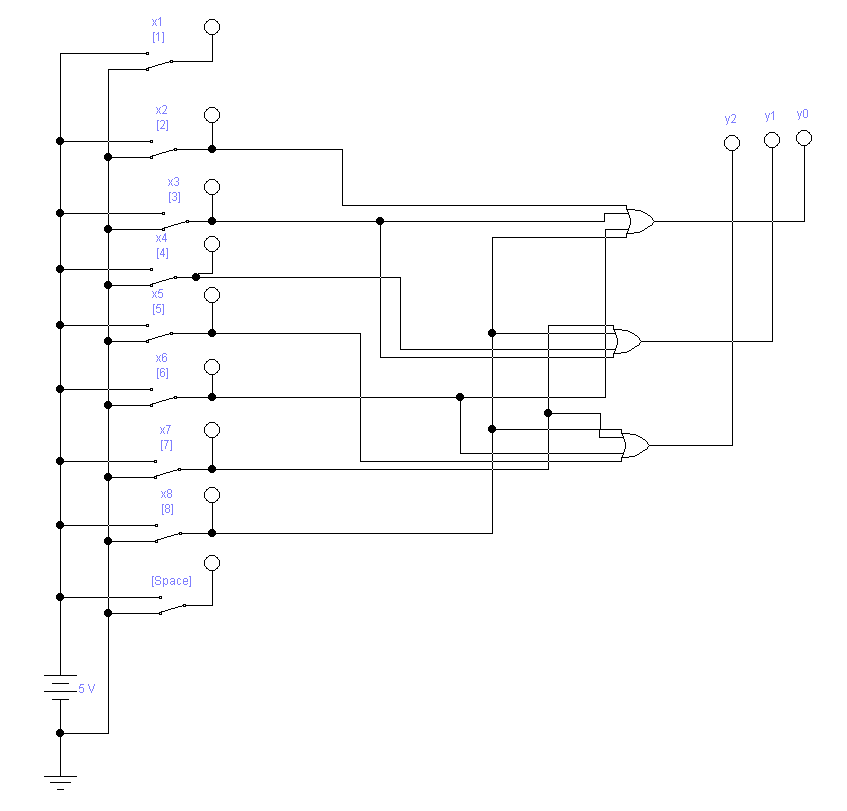 x1
[1]
x2
[2]
y2
y1
y0
x3
[3]
x4
[4]
x5
[5]
x6
[6]
x7
[7]
x8
[8]
[Space]
5 V